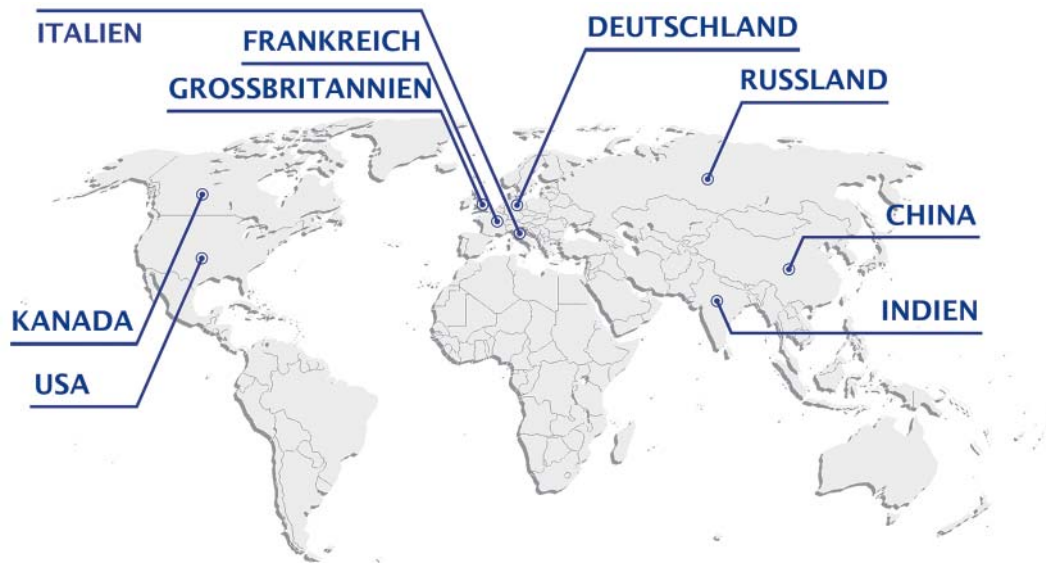 ITALIEN
FRANKREICH
DEUTSCHLAND
GROSSBRITANNIEN
RUSSLAND
CHINA
KANADA
INDIEN
USA